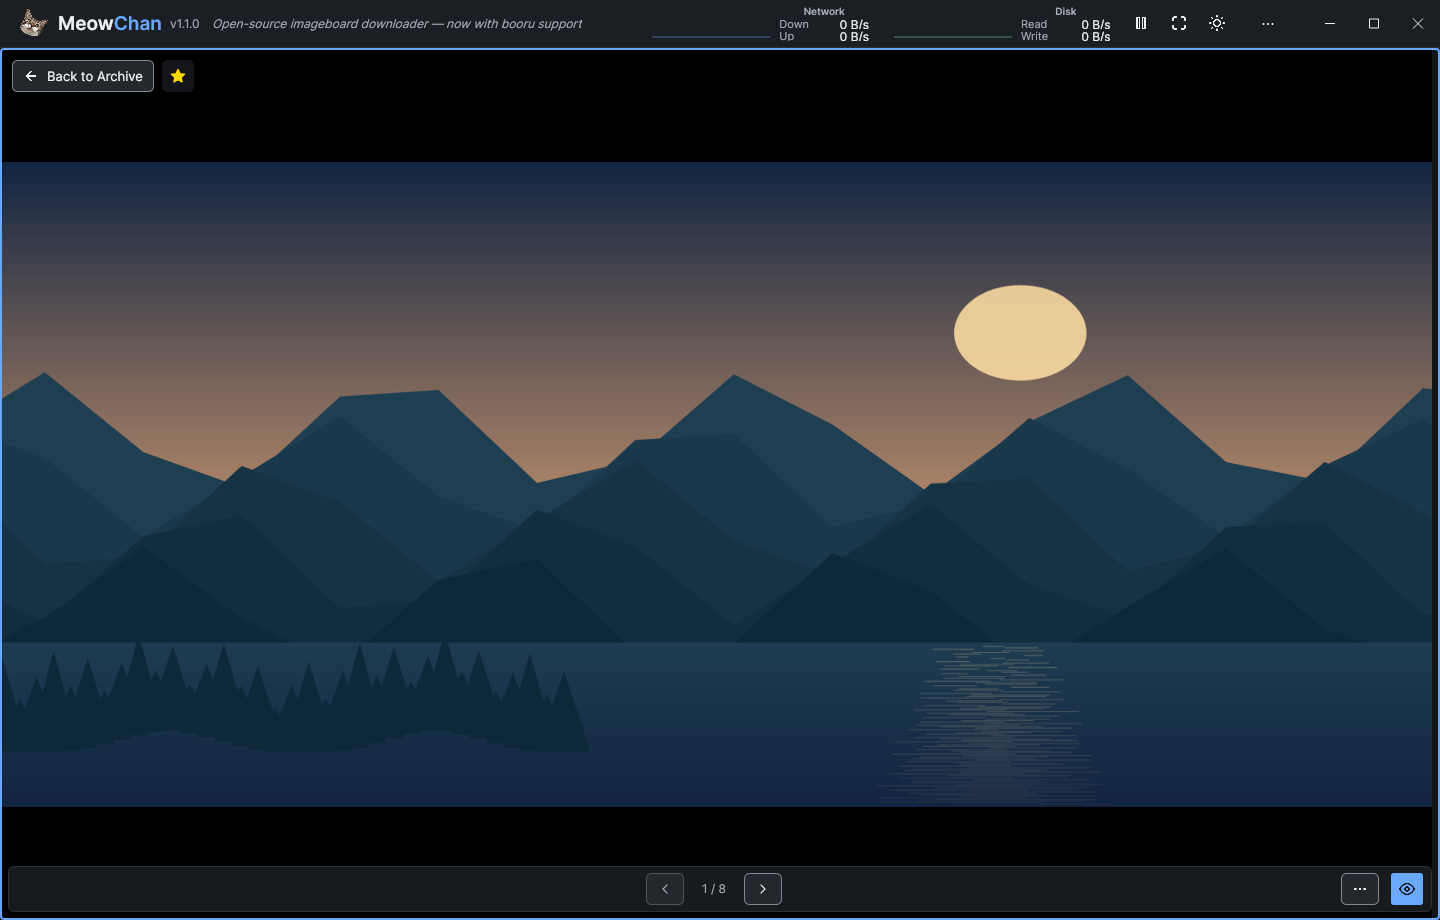 MeowChan v1.1.0 Open-source imageboard downloader — now with booru support
Network
Down 0 B/s
Up 0 B/s
Disk
Read 0 B/s
Write 0 B/s
Back to Archive
1 / 8